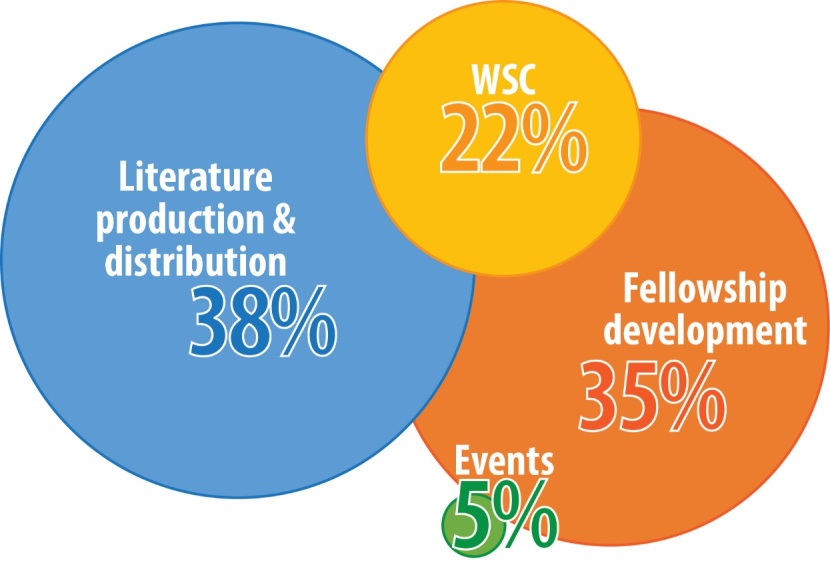 WSC
22%
Literature
production &
distribution
38%
Fellowship
development
35%
Events
5%